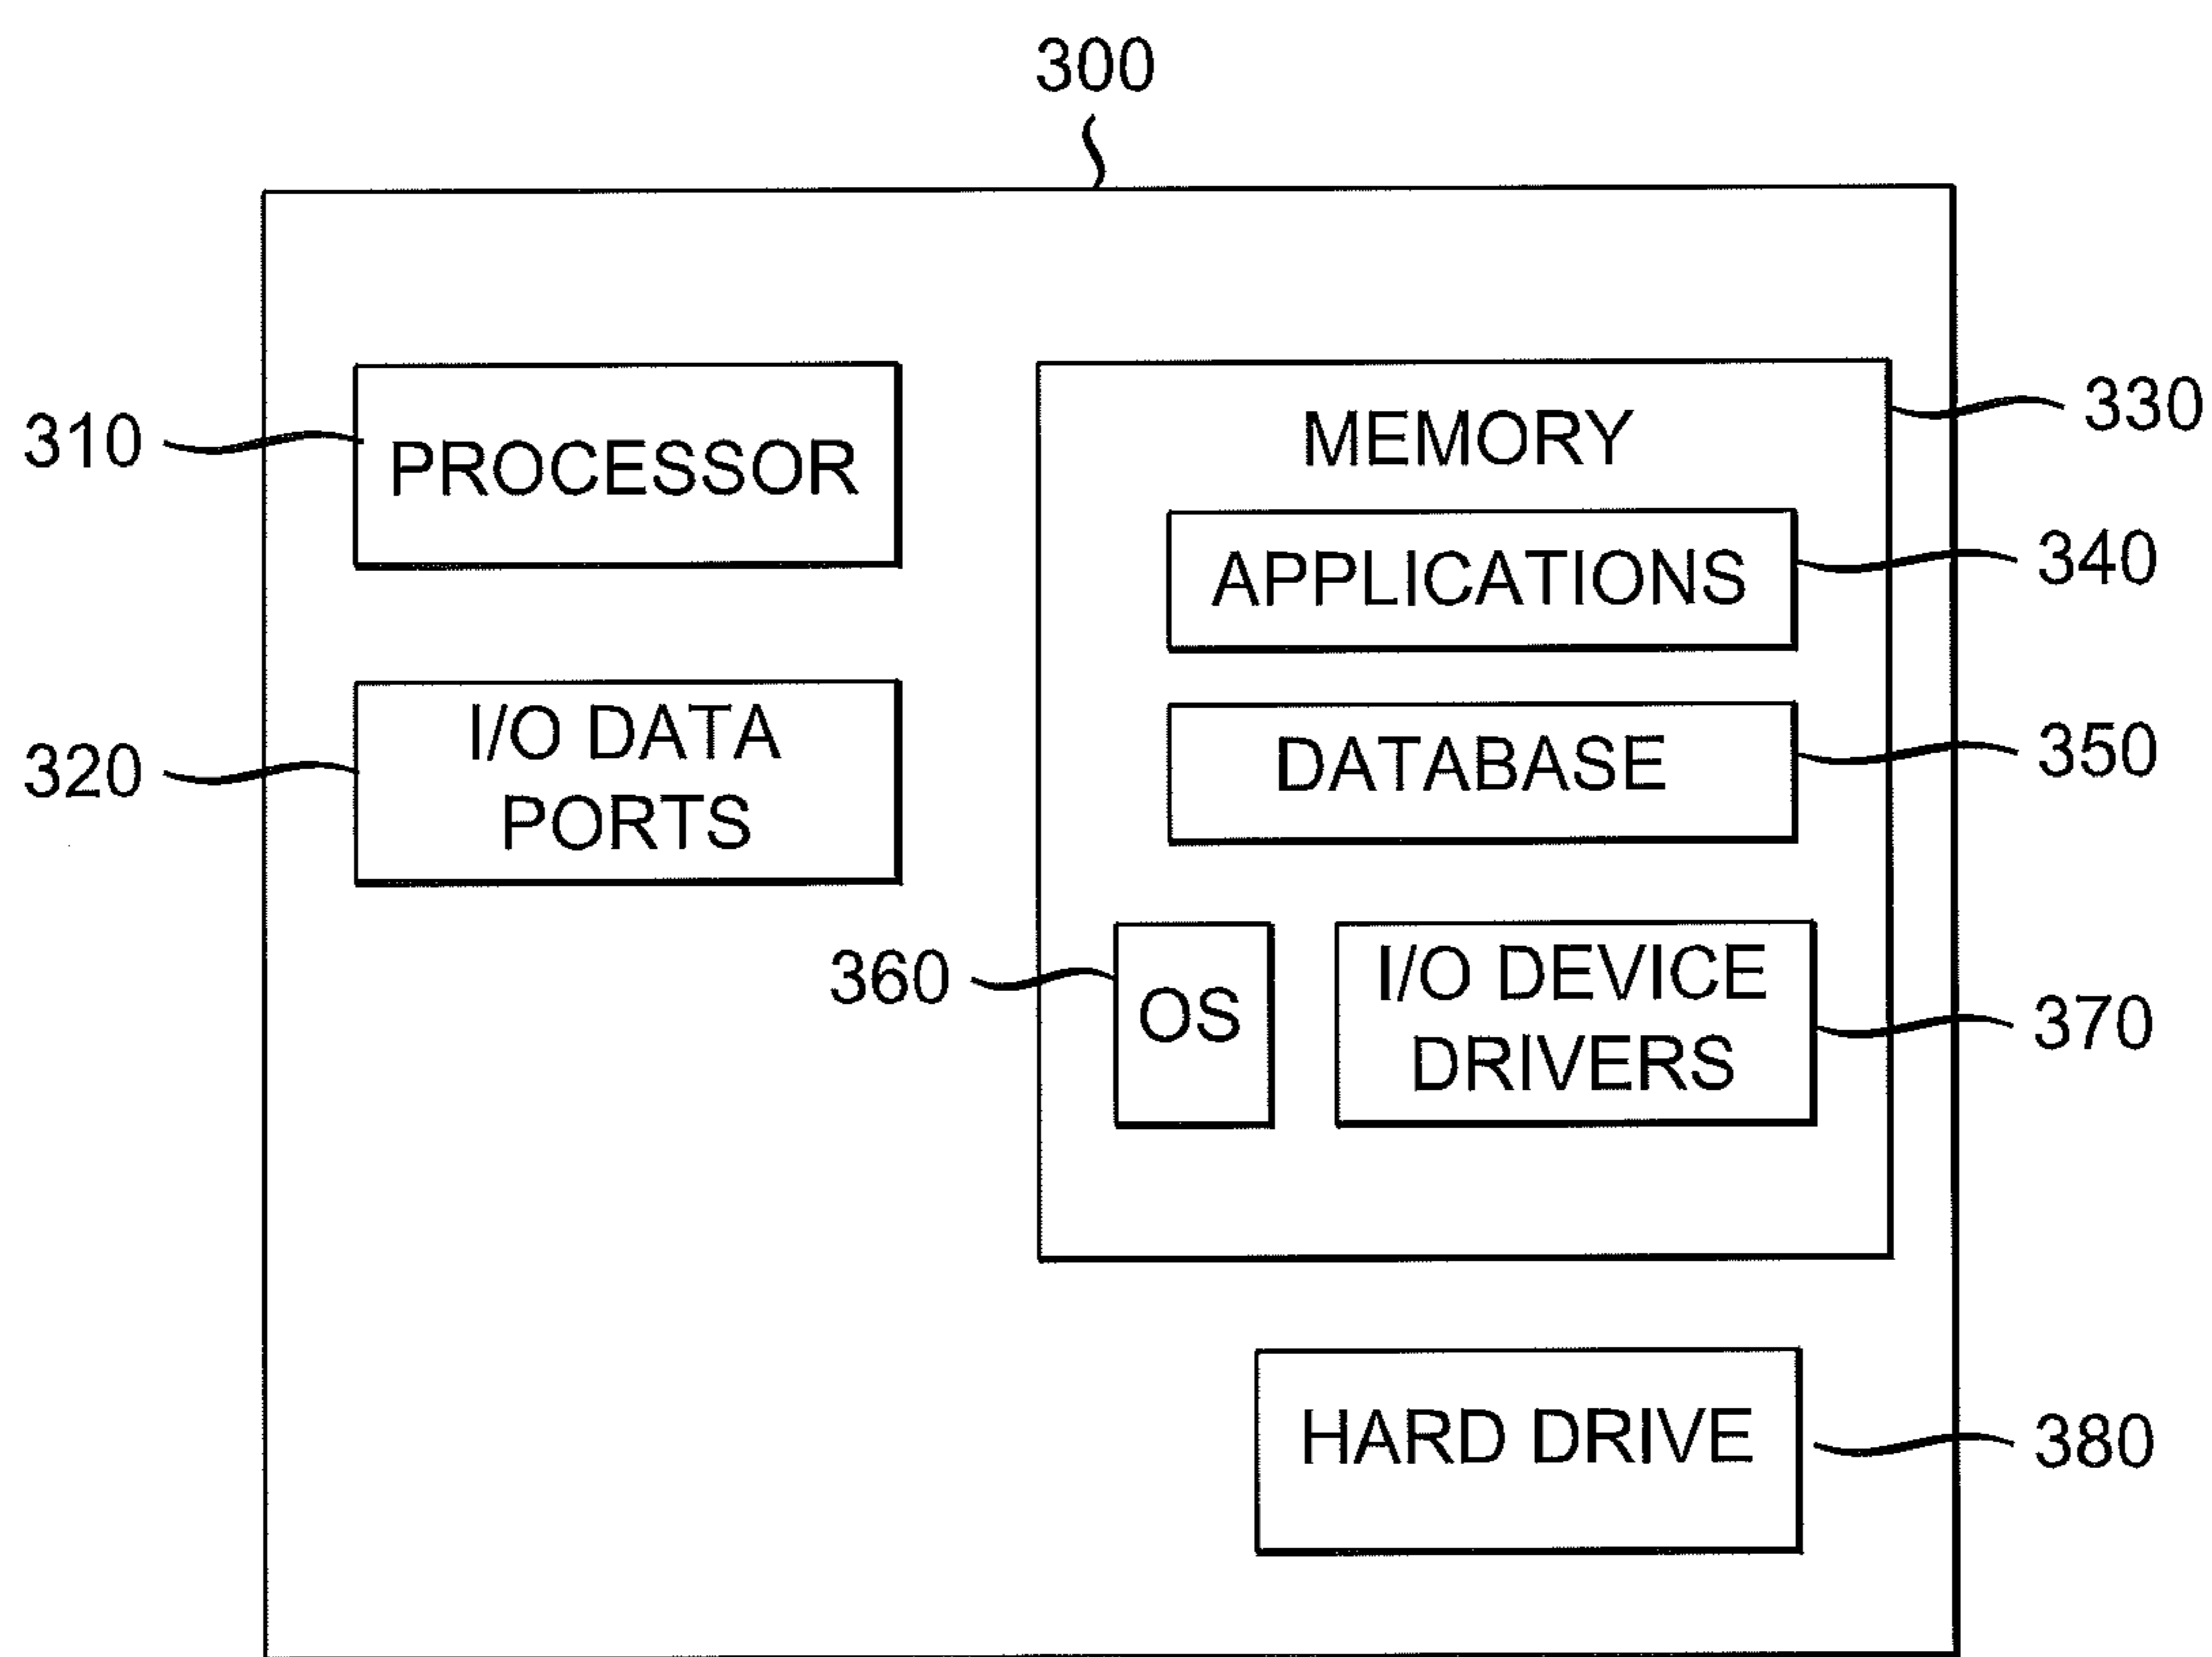 300
310
PROCESSOR
MEMORY
330
APPLICATIONS
340
320
I/O DATA
PORTS
DATABASE
350
360
OS
I/O DEVICE
DRIVERS
370
HARD DRIVE
380